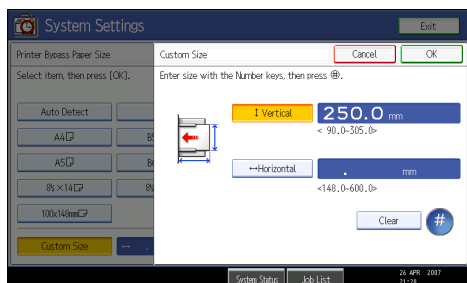 System Settings
Exit
Printer Bypass Paper Size
Custom Size
Cancel
OK
Select item, then press [OK].
Enter size with the Number keys, then press ⊕.
Auto Detect
↕ Vertical
250.0 mm
< 90.0~305.0>
A4
B5
A5
↔Horizontal
. mm
<148.0~600.0>
8½×14
8½
100x148mm
Clear
#
Custom Size
↔ .
System Status
Job List
26 APR 2007
21:28